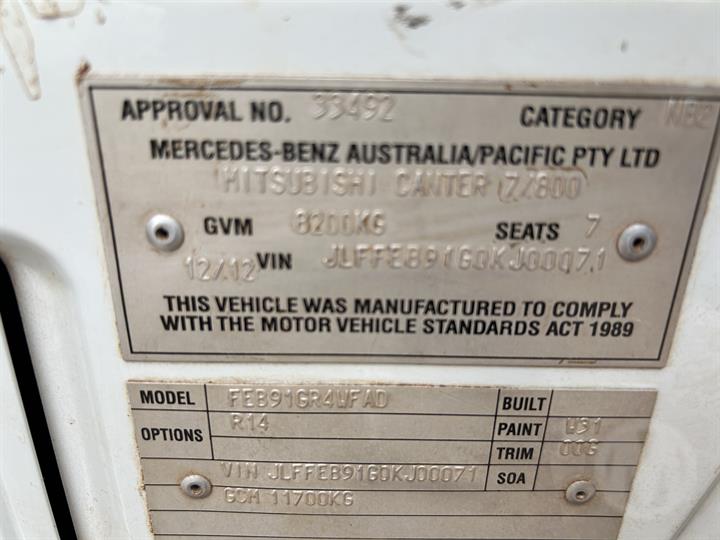 APPROVAL NO. 33492 CATEGORY NB2
MERCEDES-BENZ AUSTRALIA/PACIFIC PTY LTD
MITSUBISHI CANTER 7/800
GVM 8200KG SEATS 7
12/12 VIN JLFFEB91G0KJ00071
THIS VEHICLE WAS MANUFACTURED TO COMPLY
WITH THE MOTOR VEHICLE STANDARDS ACT 1989
MODEL FEB91GR4WFAD BUILT
OPTIONS R14 PAINT W31
TRIM 00G
VIN JLFFEB91G0KJ00071 SOA
GCM 11700KG